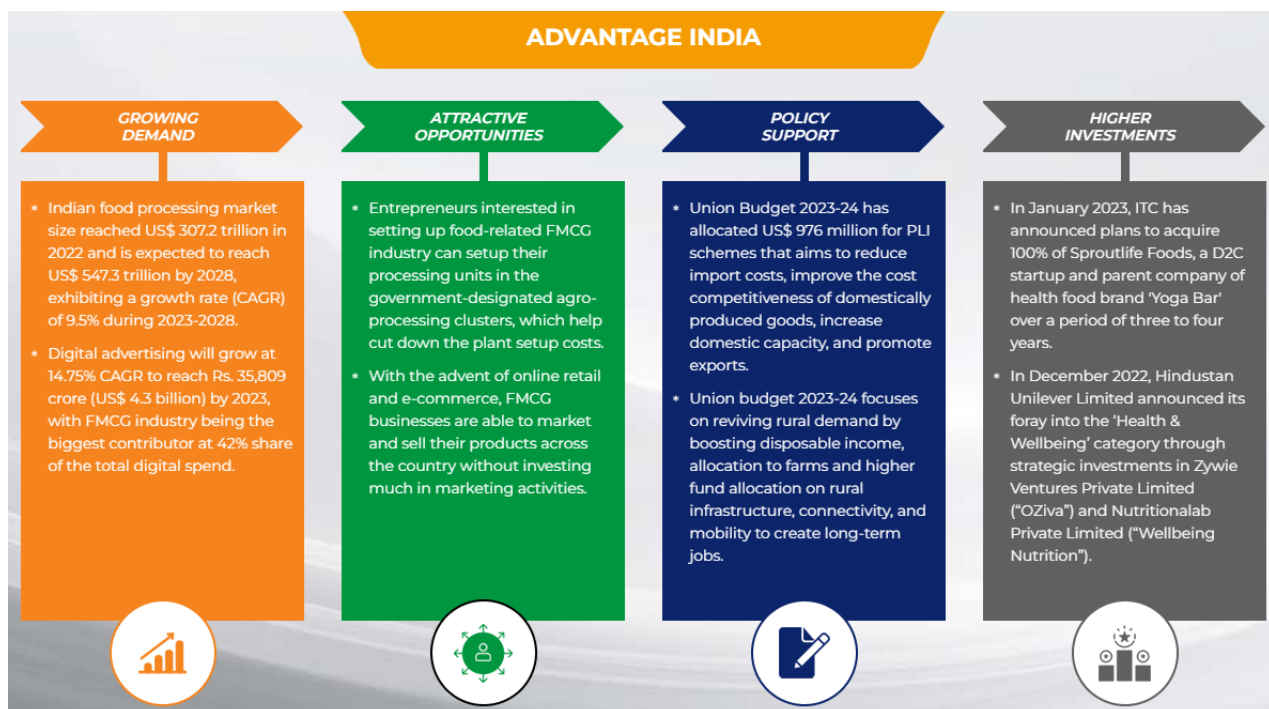 ADVANTAGE INDIA
GROWING
DEMAND
* Indian food processing market
size reached US$ 307.2 trillion in
2022 and is expected to reach
US$ 547.3 trillion by 2028,
exhibiting a growth rate (CAGR)
of 9.5% during 2023-2028.
* Digital advertising will grow at
14.75% CAGR to reach Rs. 35,809
crore (US$ 4.3 billion) by 2023,
with FMCG industry being the
biggest contributor at 42% share
of the total digital spend.
ATTRACTIVE
OPPORTUNITIES
* Entrepreneurs interested in
setting up food-related FMCG
industry can setup their
processing units in the
government-designated agro-
processing clusters, which help
cut down the plant setup costs.
* With the advent of online retail
and e-commerce, FMCG
businesses are able to market
and sell their products across
the country without investing
much in marketing activities.
POLICY
SUPPORT
* Union Budget 2023-24 has
allocated US$ 976 million for PLI
schemes that aims to reduce
import costs, improve the cost
competitiveness of domestically
produced goods, increase
domestic capacity, and promote
exports.
* Union budget 2023-24 focuses
on reviving rural demand by
boosting disposable income,
allocation to farms and higher
fund allocation on rural
infrastructure, connectivity, and
mobility to create long-term
jobs.
HIGHER
INVESTMENTS
* In January 2023, ITC has
announced plans to acquire
100% of Sproutlife Foods, a D2C
startup and parent company of
health food brand 'Yoga Bar'
over a period of three to four
years.
* In December 2022, Hindustan
Unilever Limited announced its
foray into the ‘Health &
Wellbeing’ category through
strategic investments in Zywie
Ventures Private Limited
(“OZiva”) and Nutritionalab
Private Limited (“Wellbeing
Nutrition”).